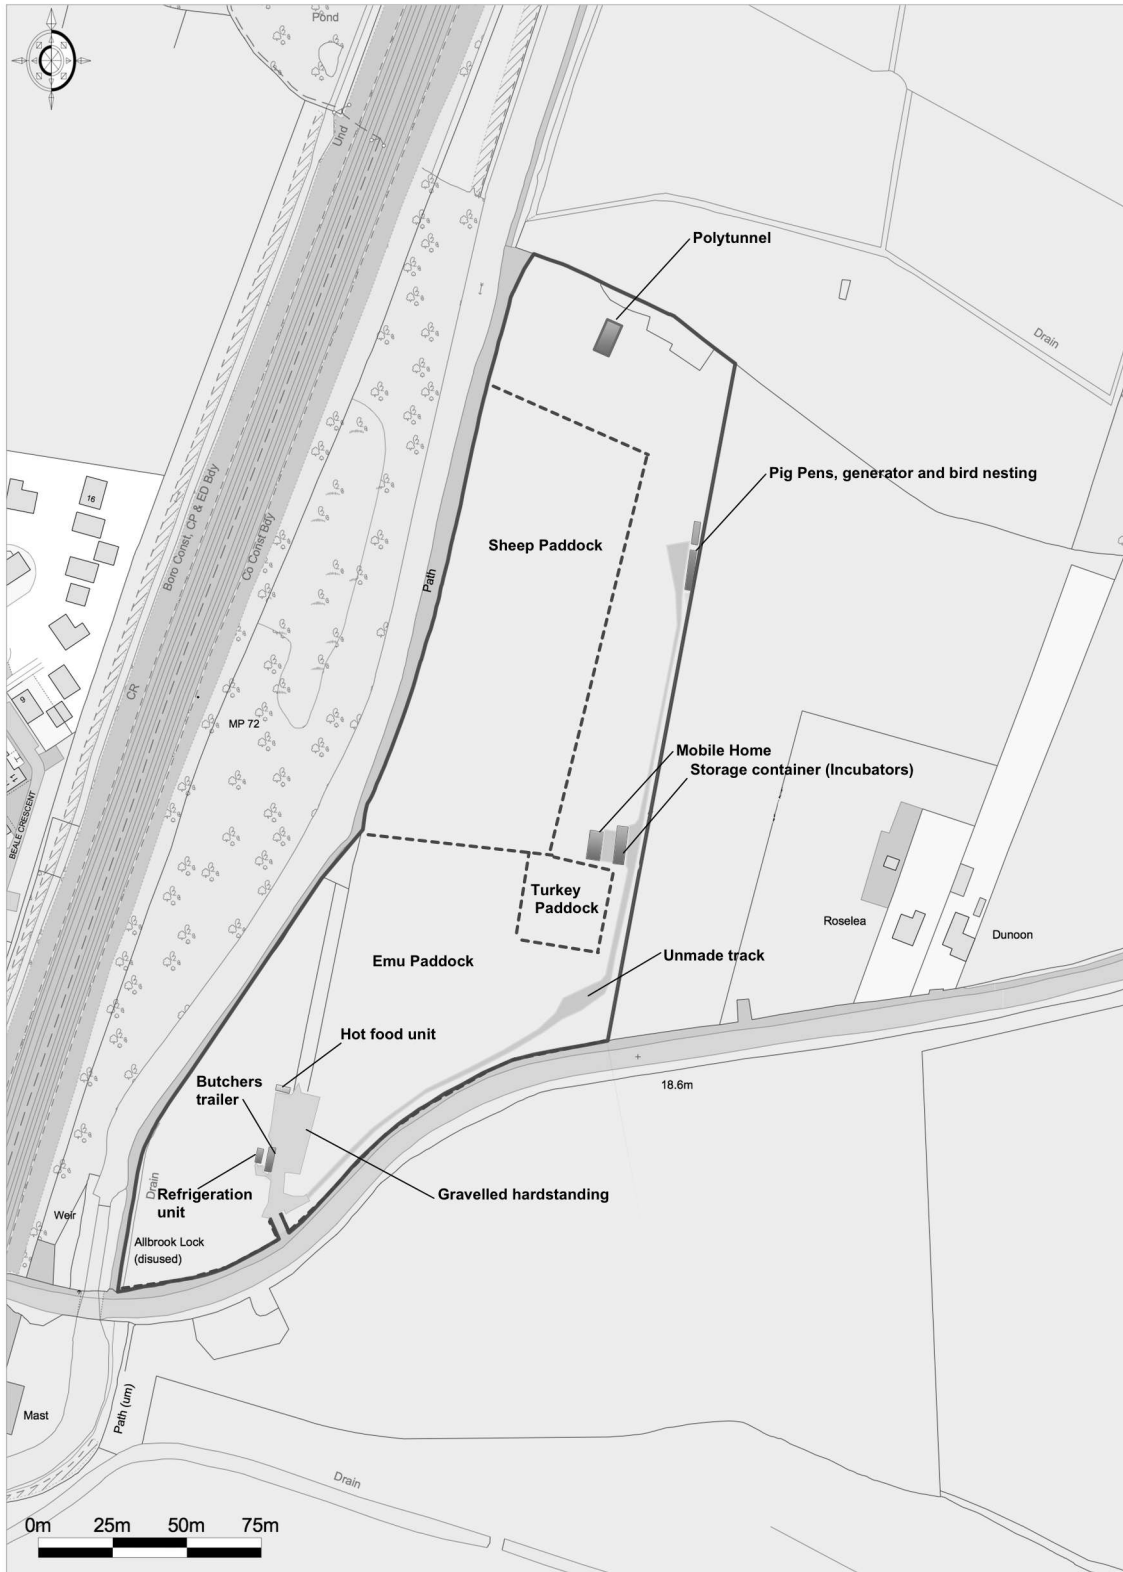 Pond
Und
Polytunnel
Drain
Pig Pens, generator and bird nesting
16
Boro Const, CP & ED Bdy
Co Const Bdy
Sheep Paddock
Path
CR
9
MP 72
11
BEALE CRESCENT
Mobile Home
Storage container (Incubators)
Turkey
Paddock
Roselea
Dunoon
Emu Paddock
Unmade track
Hot food unit
18.6m
Butchers
trailer
Drain
Refrigeration
unit
Gravelled hardstanding
Weir
Allbrook Lock
(disused)
Path (um)
Mast
Drain
0m 25m 50m 75m